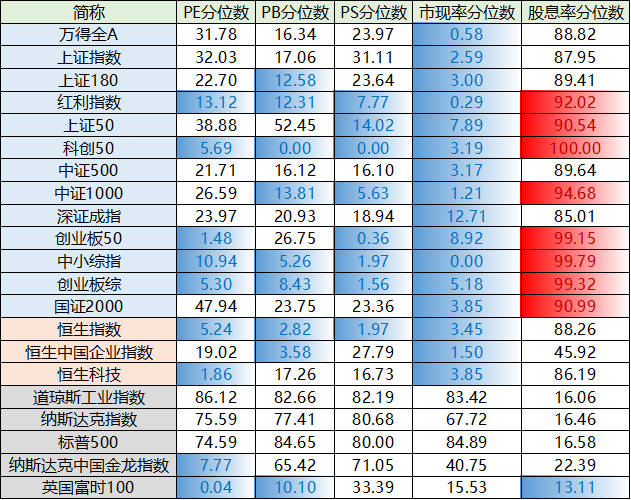 简称 PE分位数 PB分位数 PS分位数 市现率分位数 股息率分位数
万得全A 31.78 16.34 23.97 0.58 88.82
上证指数 32.03 17.06 31.11 2.59 87.95
上证180 22.70 12.58 23.64 3.00 89.41
红利指数 13.12 12.31 7.77 0.29 92.02
上证50 38.88 52.45 14.02 7.89 90.54
科创50 5.69 0.00 0.00 3.19 100.00
中证500 21.71 16.12 16.10 3.17 89.64
中证1000 26.59 13.81 5.63 1.21 94.68
深证成指 23.97 20.93 18.94 12.71 85.01
创业板50 1.48 26.75 0.36 8.92 99.15
中小综指 10.94 5.26 1.97 0.00 99.79
创业板综 5.30 8.43 1.56 5.18 99.32
国证2000 47.94 23.75 23.36 3.85 90.99
恒生指数 5.24 2.82 1.97 3.45 88.26
恒生中国企业指数 19.02 3.58 27.79 1.50 45.92
恒生科技 1.86 17.26 16.73 3.85 86.19
道琼斯工业指数 86.12 82.66 82.19 83.42 16.06
纳斯达克指数 75.59 77.41 80.68 67.72 16.46
标普500 74.59 84.65 80.00 84.89 16.58
纳斯达克中国金龙指数 7.77 65.42 71.05 40.75 22.39
英国富时100 0.04 10.10 33.39 15.53 13.11